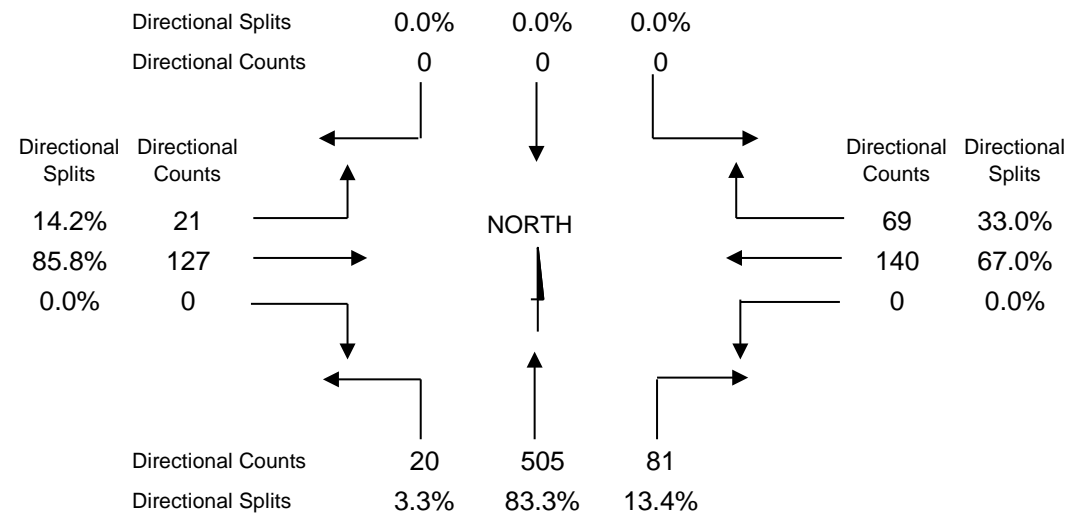 Directional Splits 0.0% 0.0% 0.0%
Directional Counts 0 0 0
Directional Directional Directional Directional
Splits Counts Counts Splits
14.2% 21 NORTH 69 33.0%
85.8% 127 140 67.0%
0.0% 0 0 0.0%
Directional Counts 20 505 81
Directional Splits 3.3% 83.3% 13.4%